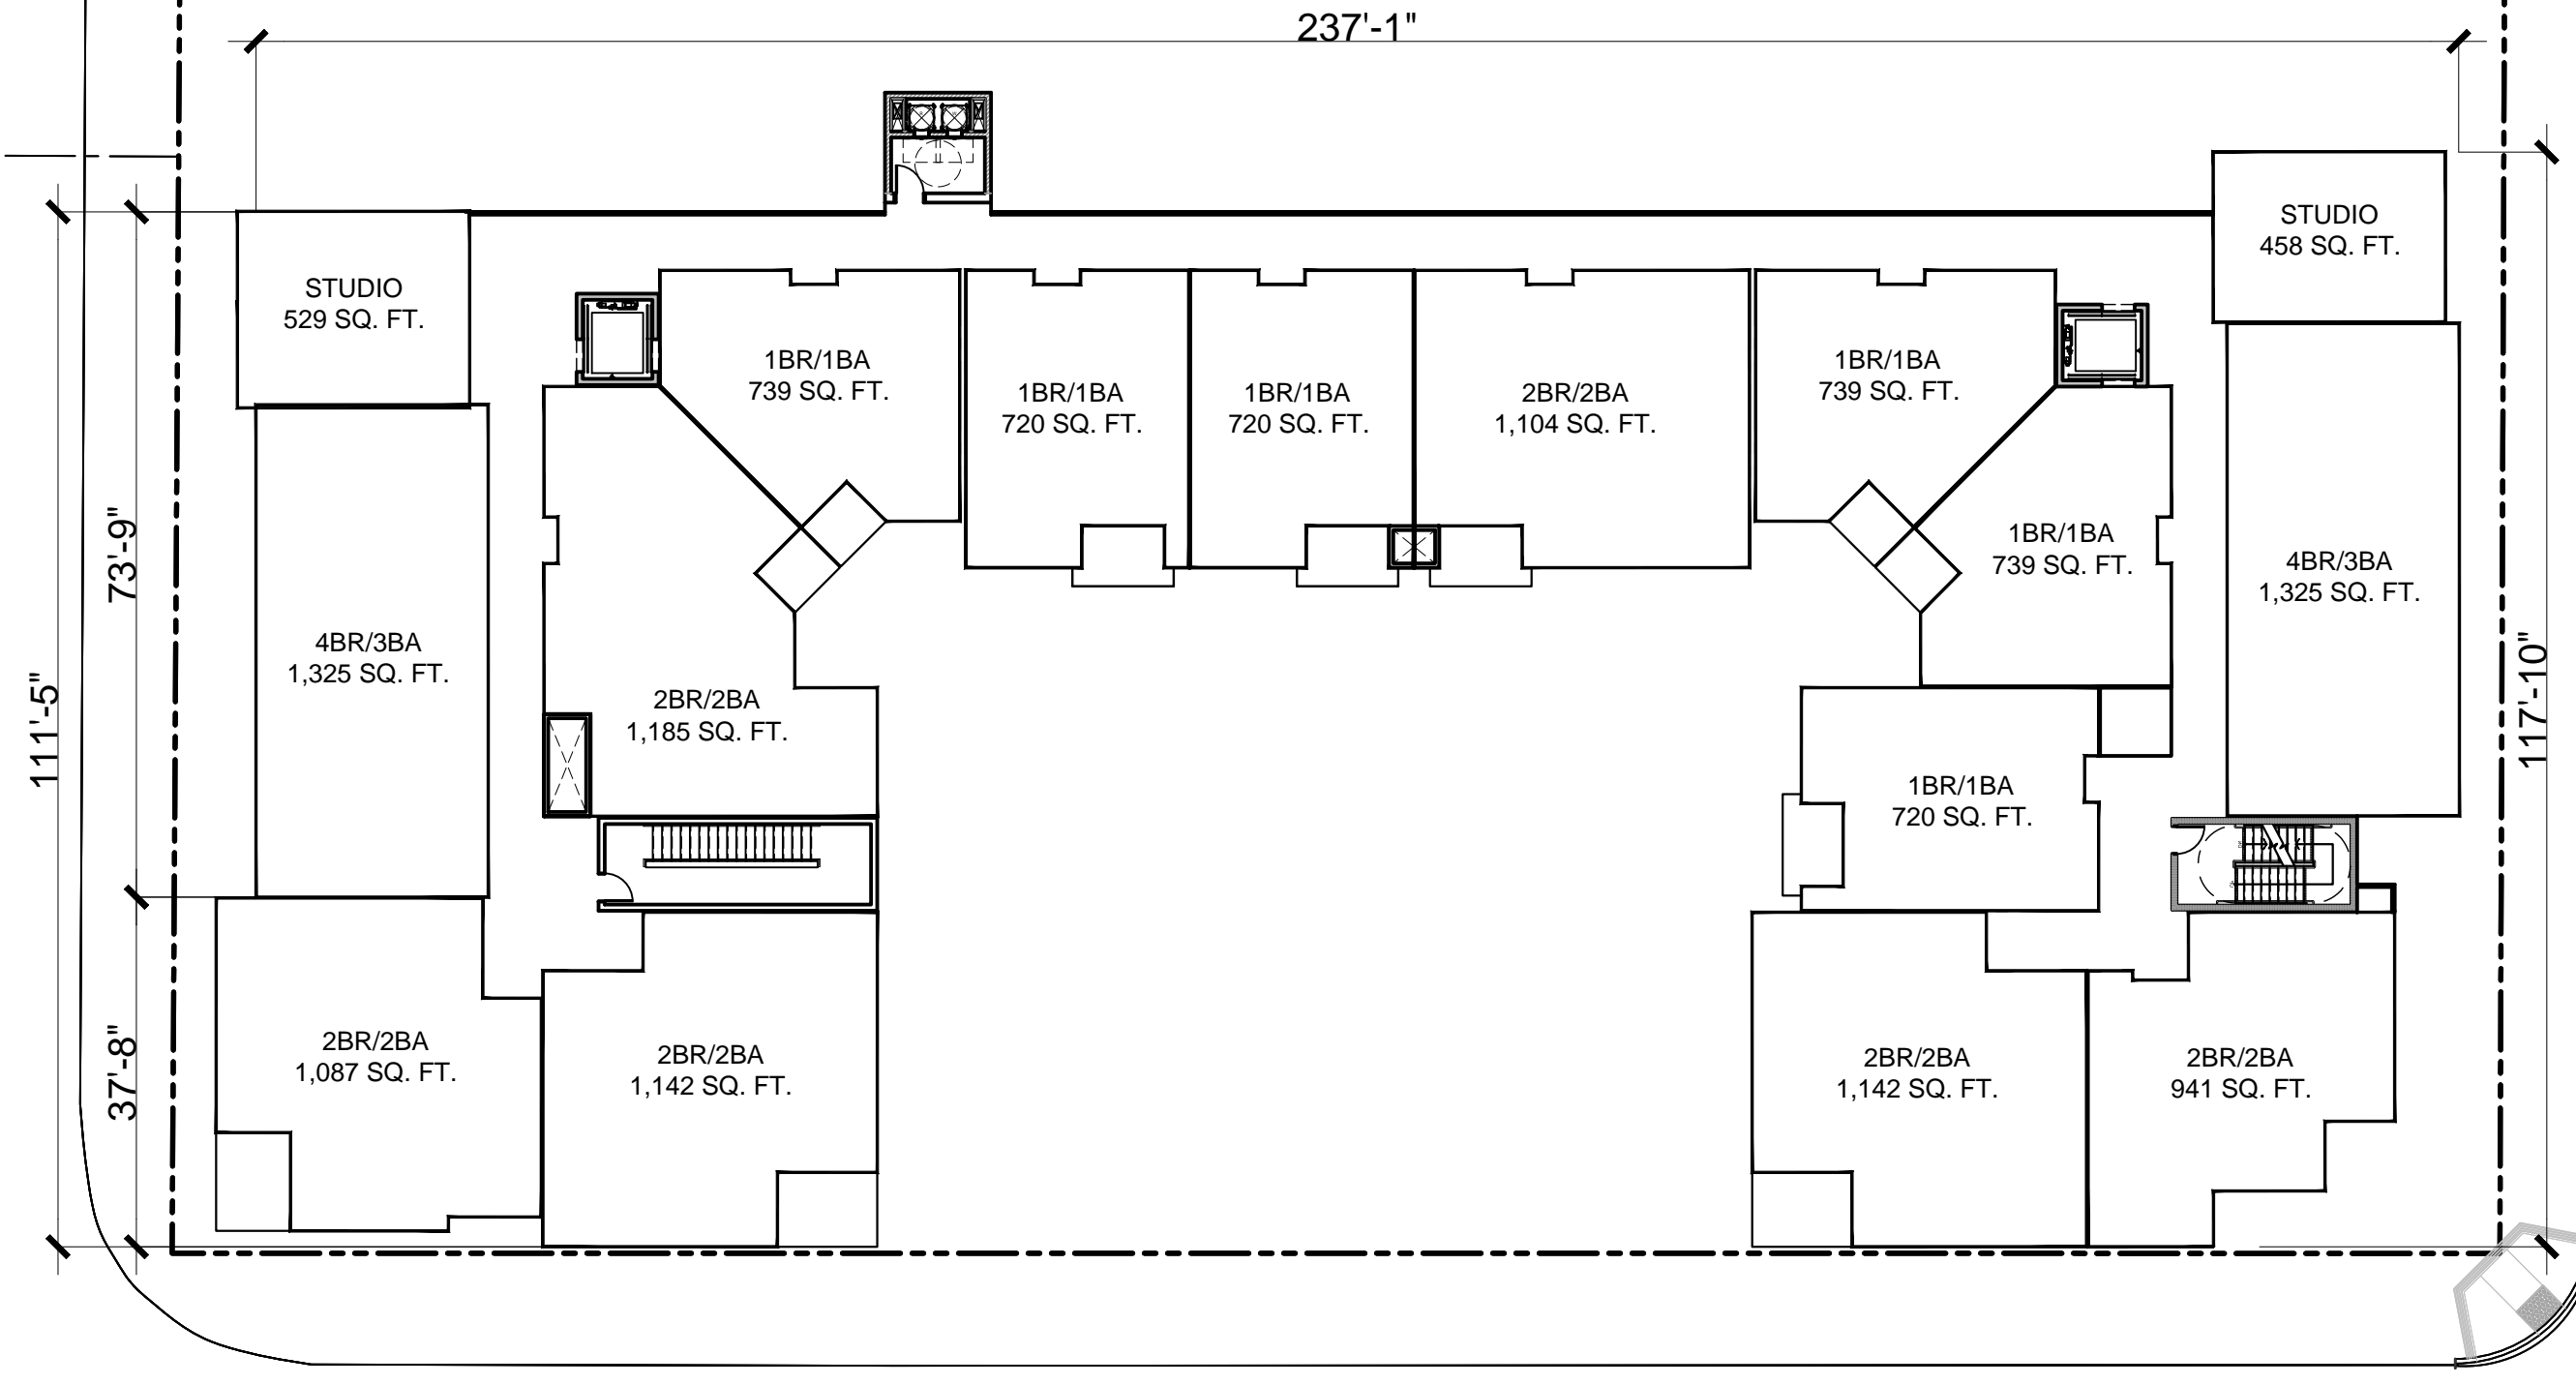 237'-1"
STUDIO
458 SQ. FT.
STUDIO
529 SQ. FT.
1BR/1BA
739 SQ. FT.
1BR/1BA
720 SQ. FT.
1BR/1BA
720 SQ. FT.
2BR/2BA
1,104 SQ. FT.
1BR/1BA
739 SQ. FT.
1BR/1BA
739 SQ. FT.
4BR/3BA
1,325 SQ. FT.
73'-9"
4BR/3BA
1,325 SQ. FT.
2BR/2BA
1,185 SQ. FT.
111'-5"
117'-10"
1BR/1BA
720 SQ. FT.
37'-8"
2BR/2BA
1,087 SQ. FT.
2BR/2BA
1,142 SQ. FT.
2BR/2BA
1,142 SQ. FT.
2BR/2BA
941 SQ. FT.